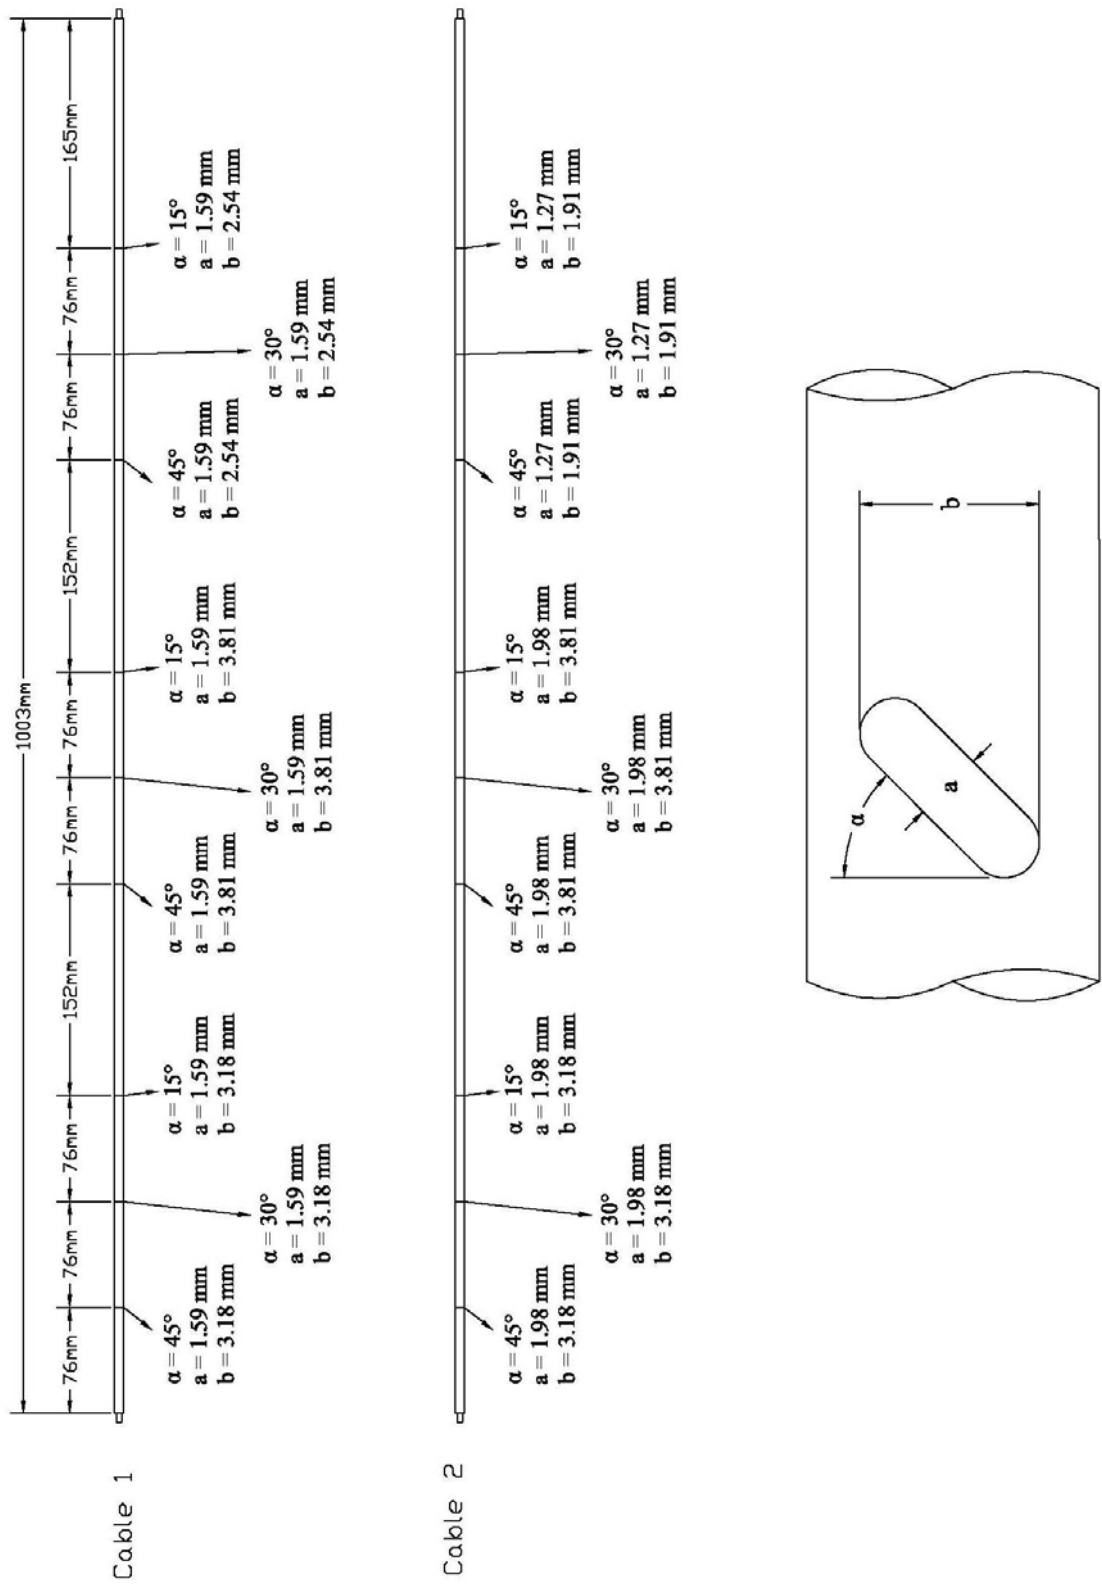 1003mm
76mm 76mm 76mm 152mm 76mm 76mm 152mm 76mm 76mm 165mm
Cable 1
α = 45°
a = 1.59 mm
b = 3.18 mm
α = 30°
a = 1.59 mm
b = 3.18 mm
α = 15°
a = 1.59 mm
b = 3.18 mm
α = 45°
a = 1.59 mm
b = 3.81 mm
α = 30°
a = 1.59 mm
b = 3.81 mm
α = 15°
a = 1.59 mm
b = 3.81 mm
α = 45°
a = 1.59 mm
b = 2.54 mm
α = 30°
a = 1.59 mm
b = 2.54 mm
α = 15°
a = 1.59 mm
b = 2.54 mm
Cable 2
α = 45°
a = 1.98 mm
b = 3.18 mm
α = 30°
a = 1.98 mm
b = 3.18 mm
α = 15°
a = 1.98 mm
b = 3.18 mm
α = 45°
a = 1.98 mm
b = 3.81 mm
α = 30°
a = 1.98 mm
b = 3.81 mm
α = 15°
a = 1.98 mm
b = 3.81 mm
α = 45°
a = 1.27 mm
b = 1.91 mm
α = 30°
a = 1.27 mm
b = 1.91 mm
α = 15°
a = 1.27 mm
b = 1.91 mm
α
a
b